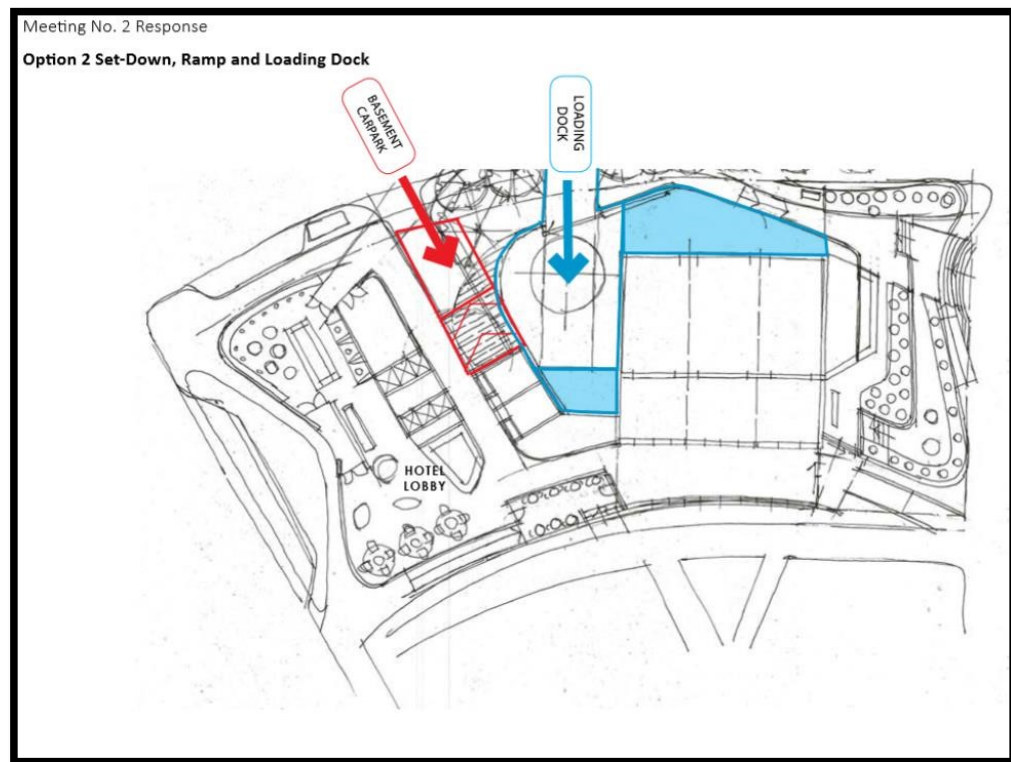 Meeting No. 2 Response
Option 2 Set-Down, Ramp and Loading Dock
BASEMENT
CARPARK
LOADING
DOCK
HOTEL
LOBBY